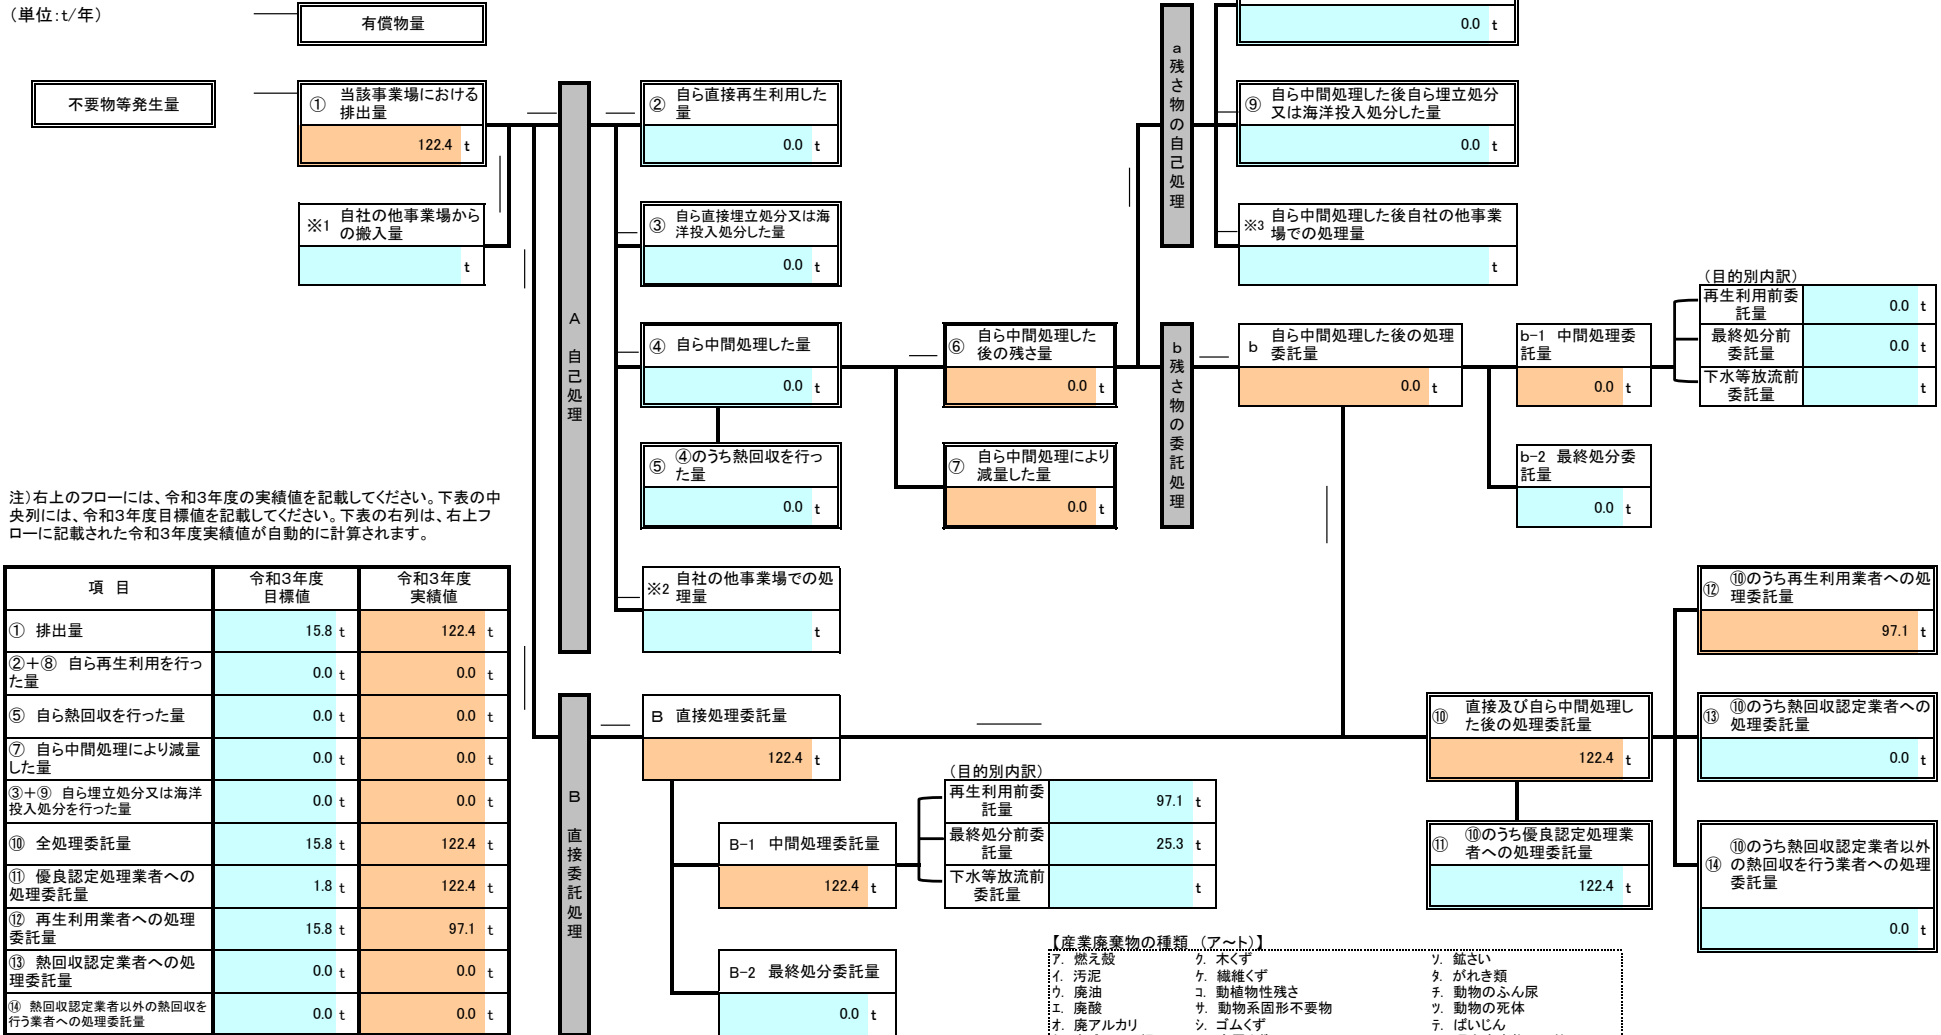 (単位:t/年)
有償物量
不要物等発生量
① 当該事業場における
排出量
122.4 t
※1 自社の他事業場から
の搬入量
t
A 自己処理
② 自ら直接再生利用した
量
0.0 t
③ 自ら直接埋立処分又は海
洋投入処分した量
0.0 t
④ 自ら中間処理した量
0.0 t
⑤ ④のうち熱回収を行っ
た量
0.0 t
※2 自社の他事業場での処
理量
t
⑥ 自ら中間処理した
後の残さ量
0.0 t
⑦ 自ら中間処理により
減量した量
0.0 t
a 残さ物の自己処理
0.0 t
⑨ 自ら中間処理した後自ら埋立処分
又は海洋投入処分した量
0.0 t
※3 自ら中間処理した後自社の他事業
場での処理量
t
b 残さ物の委託処理
b 自ら中間処理した後の処理
委託量
0.0 t
b-1 中間処理委
託量
0.0 t
b-2 最終処分委
託量
0.0 t
(目的別内訳)
再生利用前委
託量
0.0 t
最終処分前
委託量
0.0 t
下水等放流前
委託量
t
注)右上のフローには、令和3年度の実績値を記載してください。下表の中
央列には、令和3年度目標値を記載してください。下表の右列は、右上フ
ローに記載された令和3年度実績値が自動的に計算されます。
項 目 令和3年度 目標値 令和3年度 実績値
① 排出量 15.8 t 122.4 t
②+⑧ 自ら再生利用を行っ
た量 0.0 t 0.0 t
⑤ 自ら熱回収を行った量 0.0 t 0.0 t
⑦ 自ら中間処理により減量
した量 0.0 t 0.0 t
③+⑨ 自ら埋立処分又は海洋
投入処分を行った量 0.0 t 0.0 t
⑩ 全処理委託量 15.8 t 122.4 t
⑪ 優良認定処理業者への
処理委託量 1.8 t 122.4 t
⑫ 再生利用業者への処理
委託量 15.8 t 97.1 t
⑬ 熱回収認定業者への処
理委託量 0.0 t 0.0 t
⑭ 熱回収認定業者以外の熱回収を
行う業者への処理委託量 0.0 t 0.0 t
B 直接委託処理
B 直接処理委託量
122.4 t
B-1 中間処理委託量
122.4 t
B-2 最終処分委託量
0.0 t
(目的別内訳)
再生利用前委
託量
97.1 t
最終処分前委
託量
25.3 t
下水等放流前
委託量
t
⑩ 直接及び自ら中間処理し
た後の処理委託量
122.4 t
⑪ ⑩のうち優良認定処理業
者への処理委託量
122.4 t
⑫ ⑩のうち再生利用業者への処
理委託量
97.1 t
⑬ ⑩のうち熱回収認定業者への
処理委託量
0.0 t
⑭ ⑩のうち熱回収認定業者以外
の熱回収を行う業者への処理
委託量
0.0 t
【産業廃棄物の種類 (ア~ト)】
ア. 燃え殻 ク. 木くず ソ. 鉱さい
イ. 汚泥 ケ. 繊維くず タ. がれき類
ウ. 廃油 コ. 動植物性残さ チ. 動物のふん尿
エ. 廃酸 サ. 動物系固形不要物 ツ. 動物の死体
オ. 廃アルカリ シ. ゴムくず テ. ばいじん